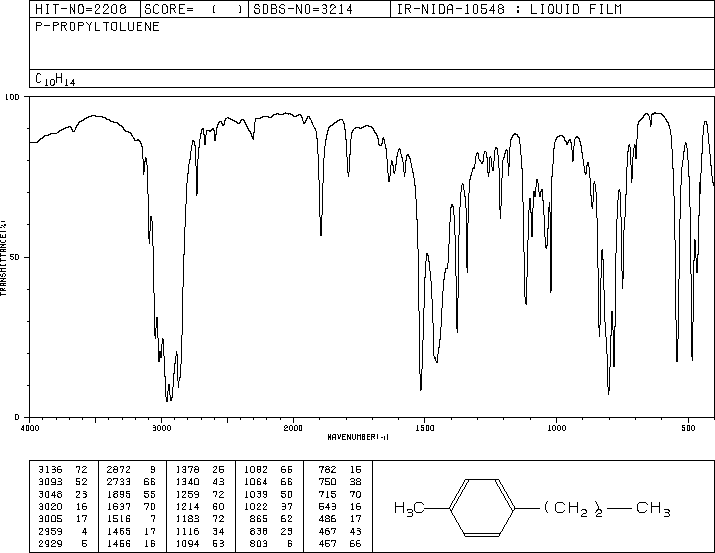 HIT-NO=2208 SCORE= ( ) SDBS-NO=3214 IR-NIDA-10548 : LIQUID FILM
P-PROPYLTOLUENE
C10H14
100
50
0
TRANSMITTANCE(%)
4000 3000 2000 1500 1000 500
WAVENUMBER(-1)
3136 72 2872 9 1378 26 1082 66 782 15
3093 52 2733 66 1340 43 1064 66 750 38
3048 23 1895 55 1259 72 1039 50 715 70
3020 16 1637 70 1214 60 1022 37 543 16
3005 17 1516 7 1183 72 865 62 486 17
2959 4 1465 17 1116 34 838 23 467 43
2929 5 1456 16 1094 53 803 6 457 66
H3C (CH2)2 CH3